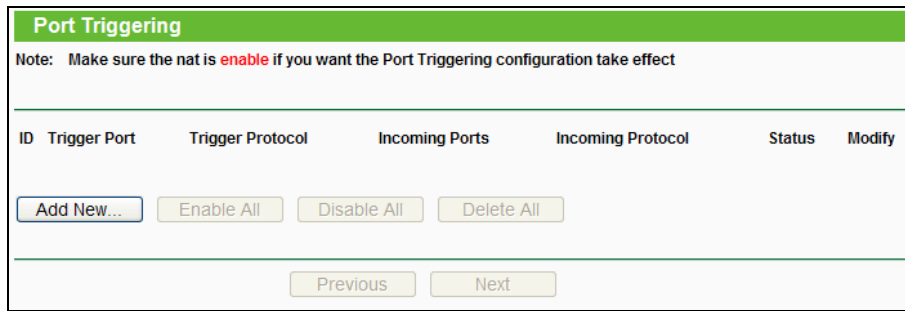 Port Triggering
Note: Make sure the nat is enable if you want the Port Triggering configuration take effect
ID Trigger Port Trigger Protocol Incoming Ports Incoming Protocol Status Modify
Add New... Enable All Disable All Delete All
Previous Next